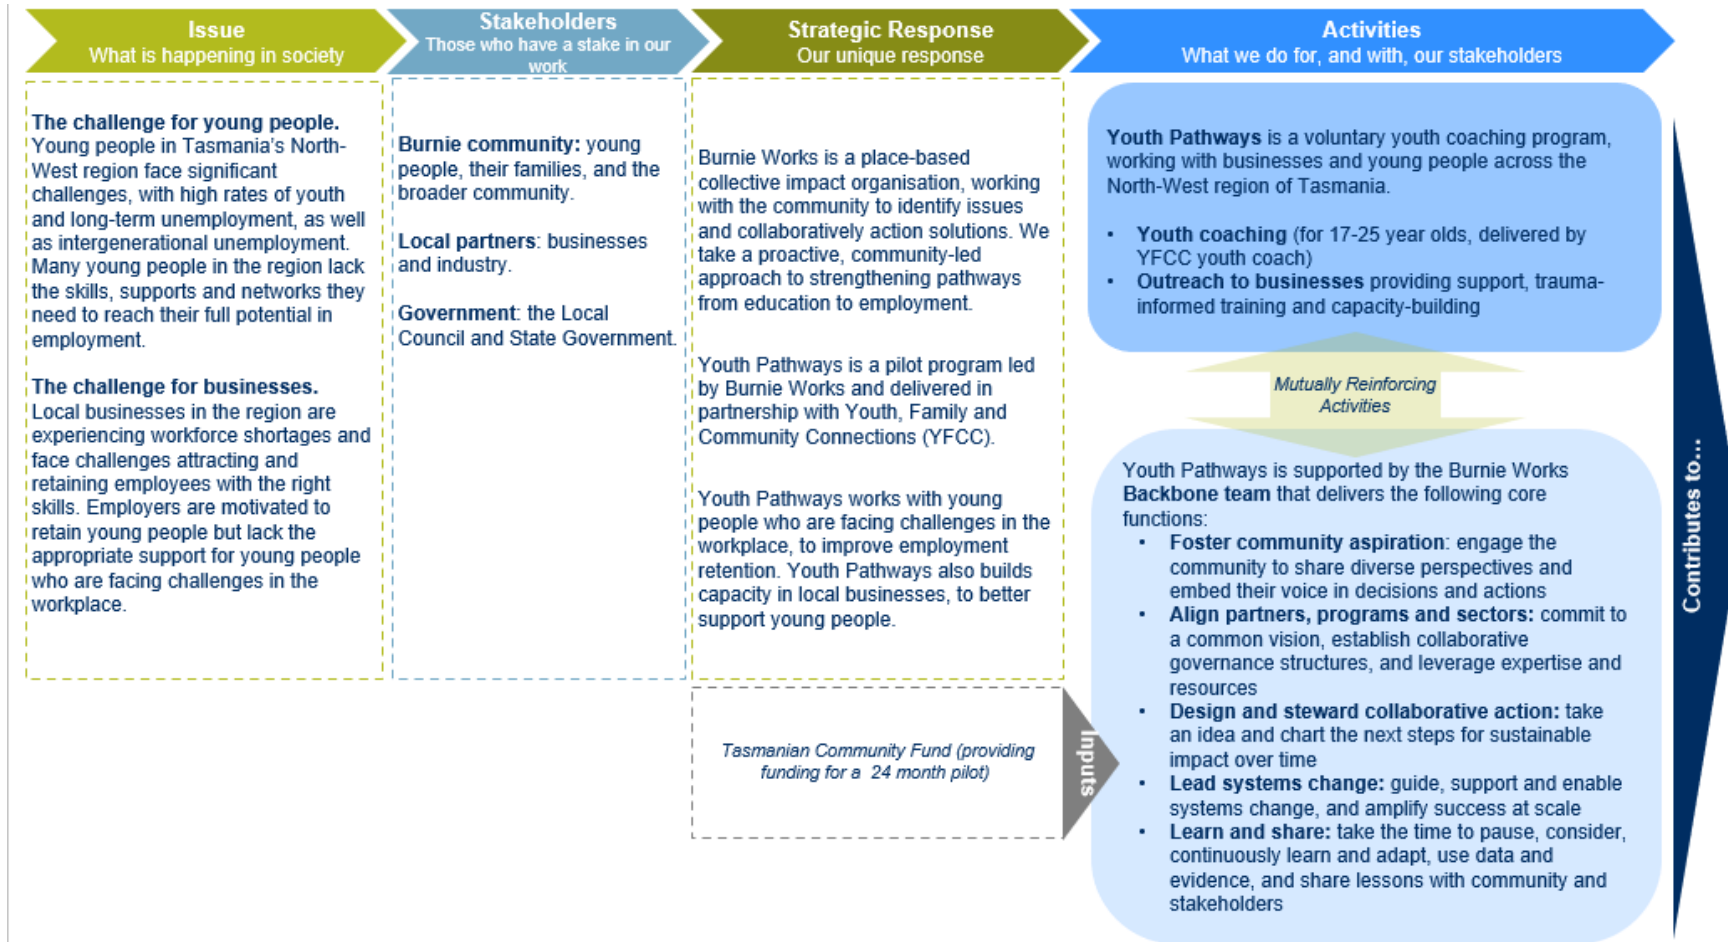 Issue
What is happening in society
Stakeholders
Those who have a stake in our
work
Strategic Response
Our unique response
Activities
What we do for, and with, our stakeholders
The challenge for young people.
Young people in Tasmania's North-
West region face significant
challenges, with high rates of youth
and long-term unemployment, as well
as intergenerational unemployment.
Many young people in the region lack
the skills, supports and networks they
need to reach their full potential in
employment.
The challenge for businesses.
Local businesses in the region are
experiencing workforce shortages and
face challenges attracting and
retaining employees with the right
skills. Employers are motivated to
retain young people but lack the
appropriate support for young people
who are facing challenges in the
workplace.
Burnie community: young
people, their families, and the
broader community.
Local partners: businesses
and industry.
Government: the Local
Council and State Government.
Burnie Works is a place-based
collective impact organisation, working
with the community to identify issues
and collaboratively action solutions. We
take a proactive, community-led
approach to strengthening pathways
from education to employment.
Youth Pathways is a pilot program led
by Burnie Works and delivered in
partnership with Youth, Family and
Community Connections (YFCC).
Youth Pathways works with young
people who are facing challenges in the
workplace, to improve employment
retention. Youth Pathways also builds
capacity in local businesses, to better
support young people.
Tasmanian Community Fund (providing
funding for a 24 month pilot)
Inputs
Youth Pathways is a voluntary youth coaching program,
working with businesses and young people across the
North-West region of Tasmania.
• Youth coaching (for 17-25 year olds, delivered by
YFCC youth coach)
• Outreach to businesses providing support, trauma-
informed training and capacity-building
Mutually Reinforcing
Activities
Youth Pathways is supported by the Burnie Works
Backbone team that delivers the following core
functions:
• Foster community aspiration: engage the
community to share diverse perspectives and
embed their voice in decisions and actions
• Align partners, programs and sectors: commit to
a common vision, establish collaborative
governance structures, and leverage expertise and
resources
• Design and steward collaborative action: take
an idea and chart the next steps for sustainable
impact over time
• Lead systems change: guide, support and enable
systems change, and amplify success at scale
• Learn and share: take the time to pause, consider,
continuously learn and adapt, use data and
evidence, and share lessons with community and
stakeholders
Contributes to...